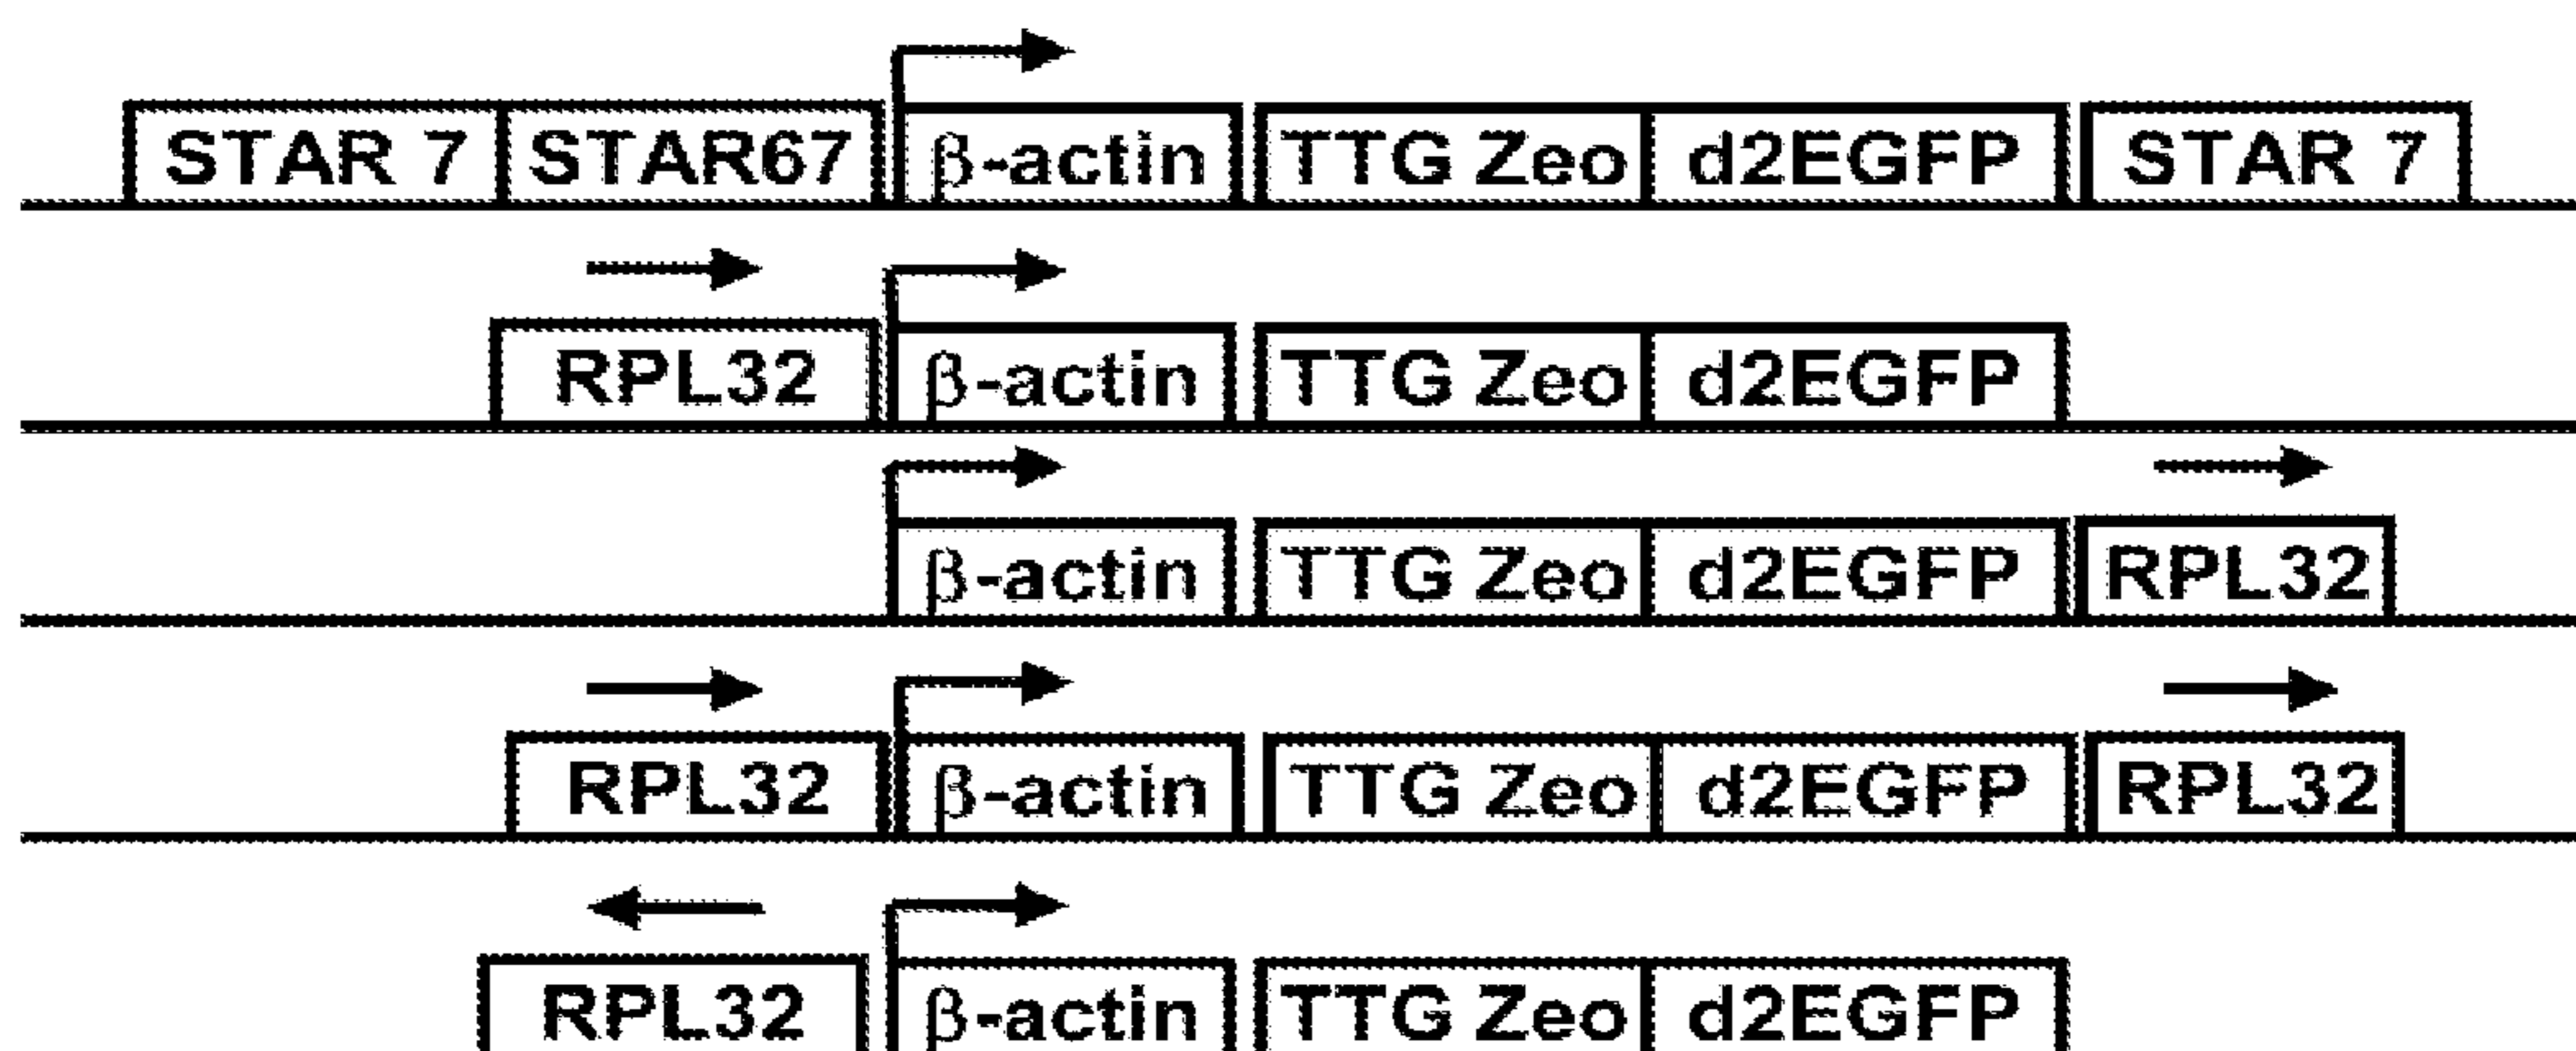 STAR 7 STAR67 β-actin TTG Zeo d2EGFP STAR 7
RPL32 β-actin TTG Zeo d2EGFP
β-actin TTG Zeo d2EGFP RPL32
RPL32 β-actin TTG Zeo d2EGFP RPL32
RPL32 β-actin TTG Zeo d2EGFP